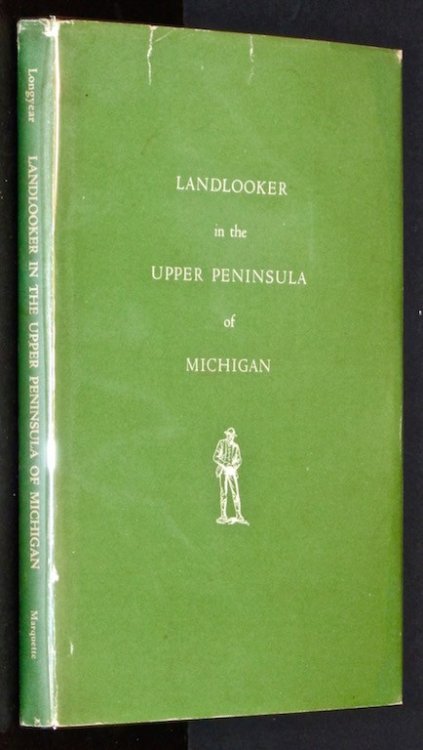 Longyear
LANDLOOKER IN THE UPPER PENINSULA OF MICHIGAN
Marquette
LANDLOOKER
in the
UPPER PENINSULA
of
MICHIGAN